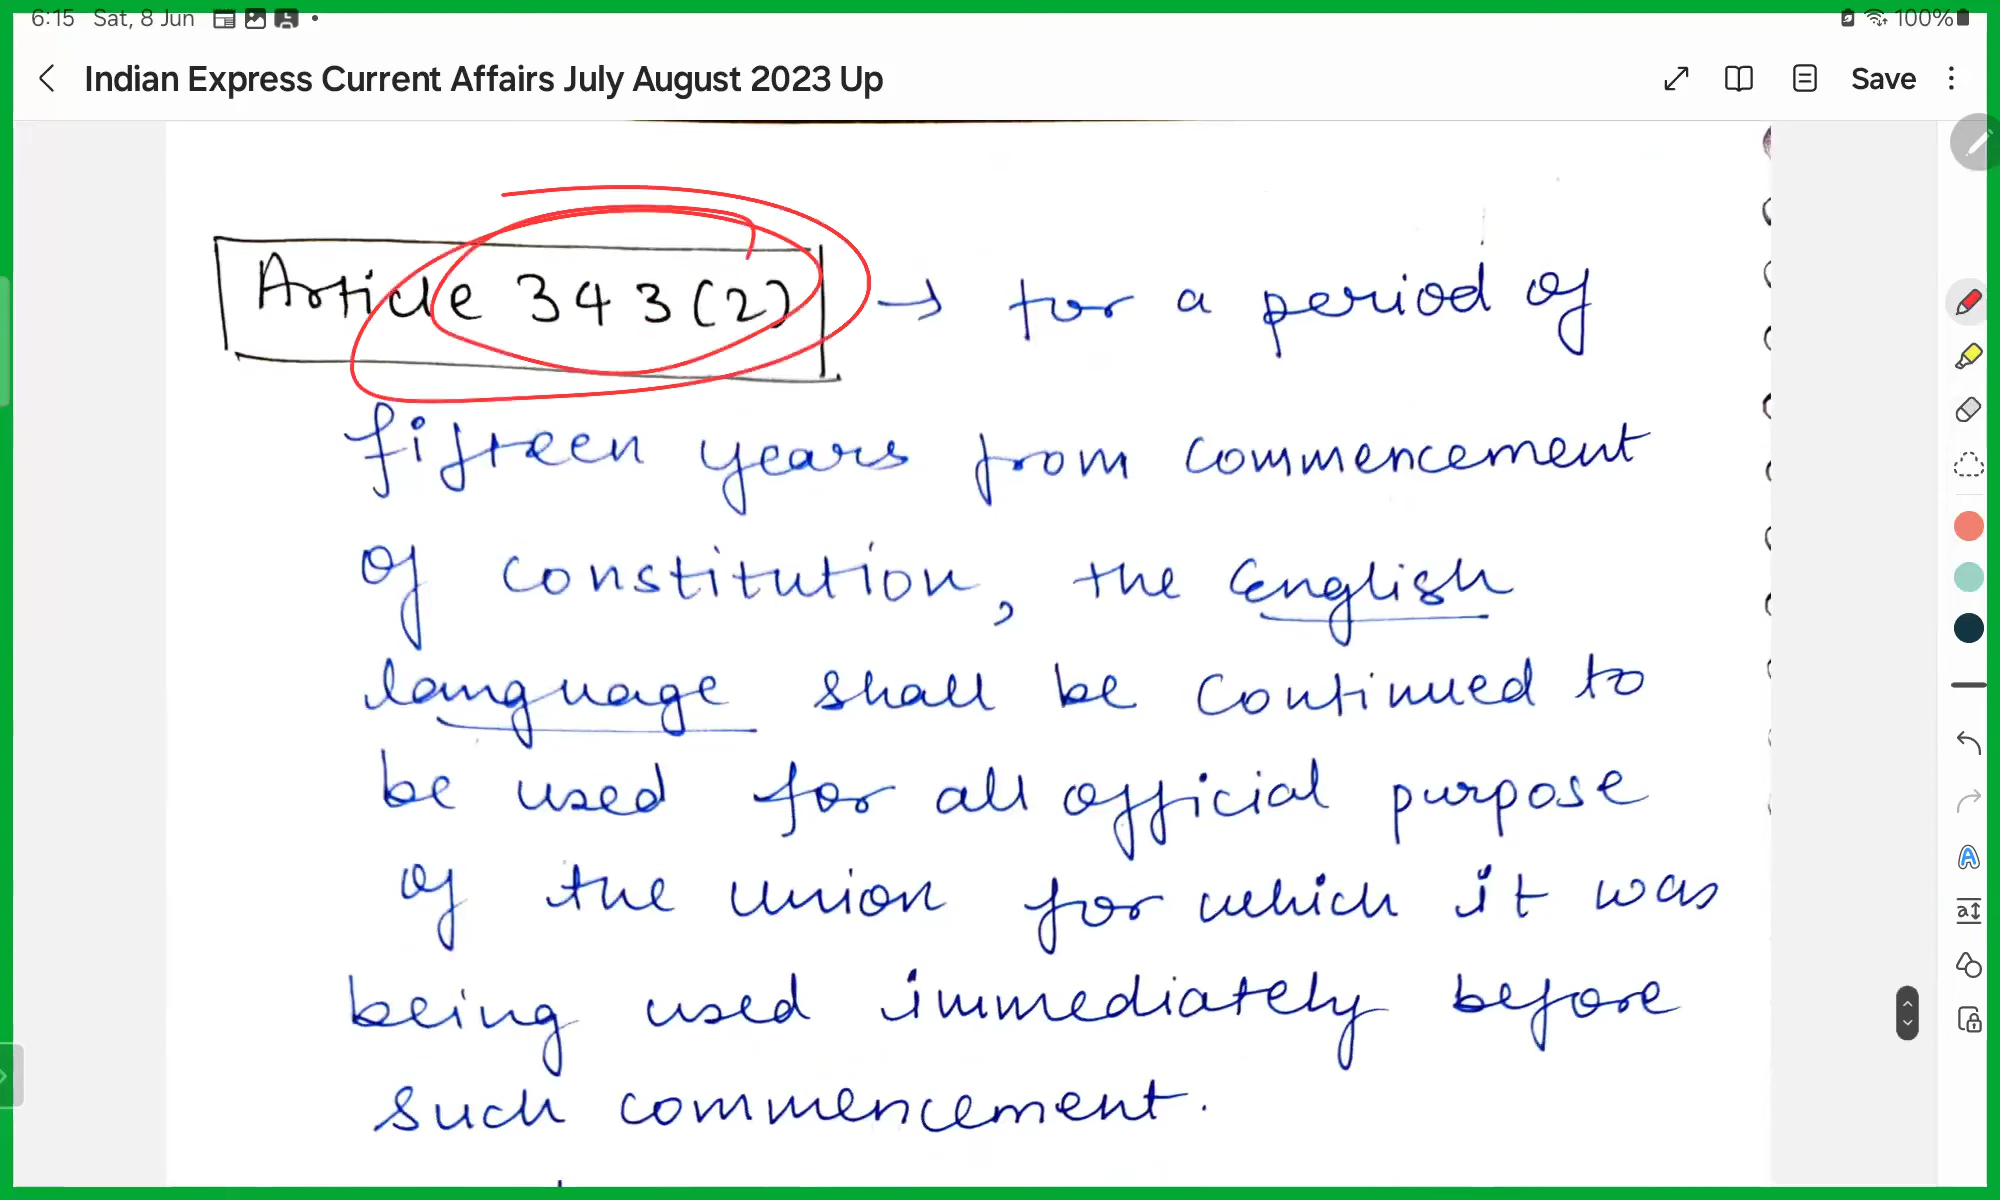 6:15 Sat, 8 Jun 100%
Indian Express Current Affairs July August 2023 Up Save
Article 343(2) → for a period of
fifteen years from commencement
of constitution, the English
language shall be continued to
be used for all official purpose
of the union for which it was
being used immediately before
such commencement.